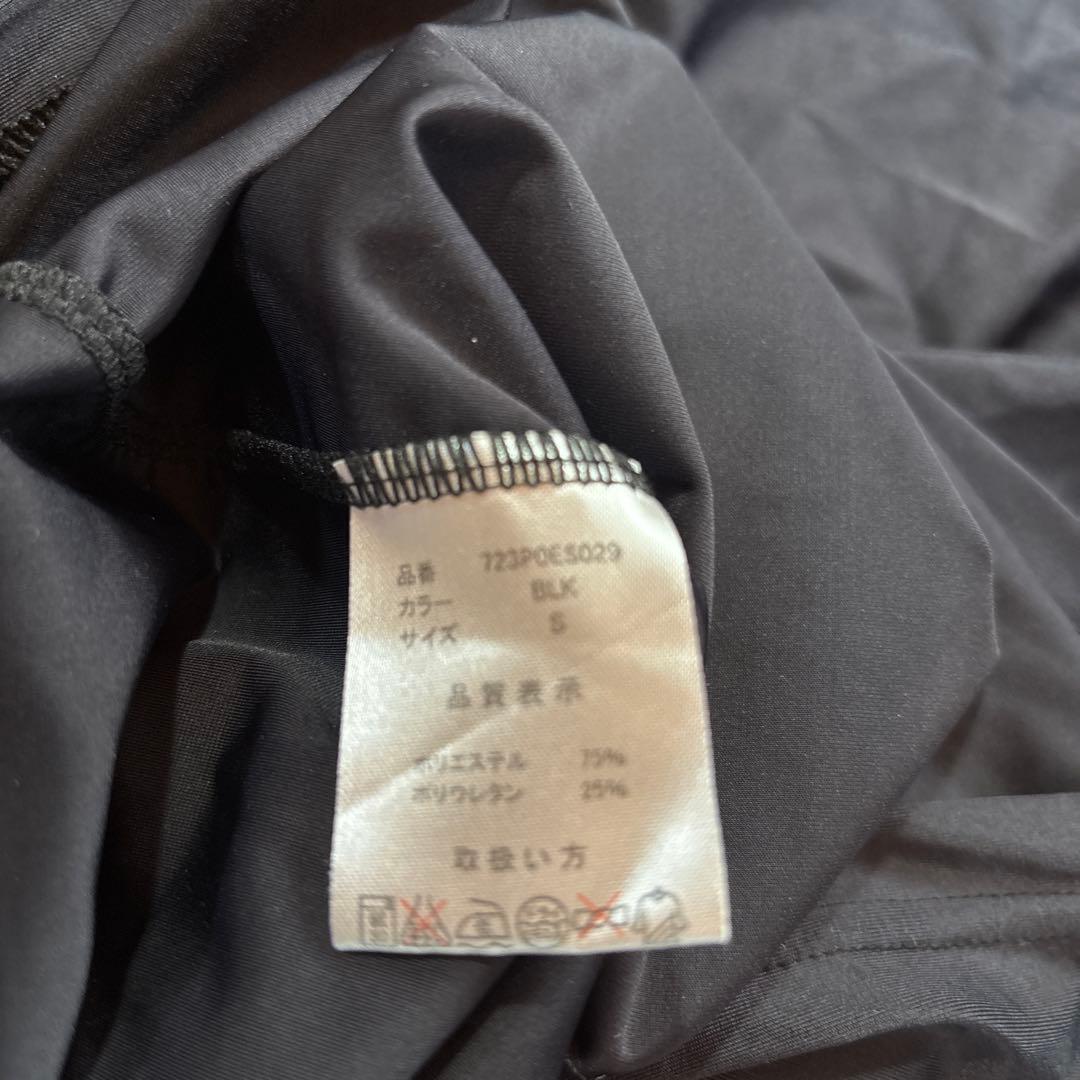 品番 723P0ES029
カラー BLK
サイズ S
品質表示
ポリエステル 75%
ポリウレタン 25%
取扱い方